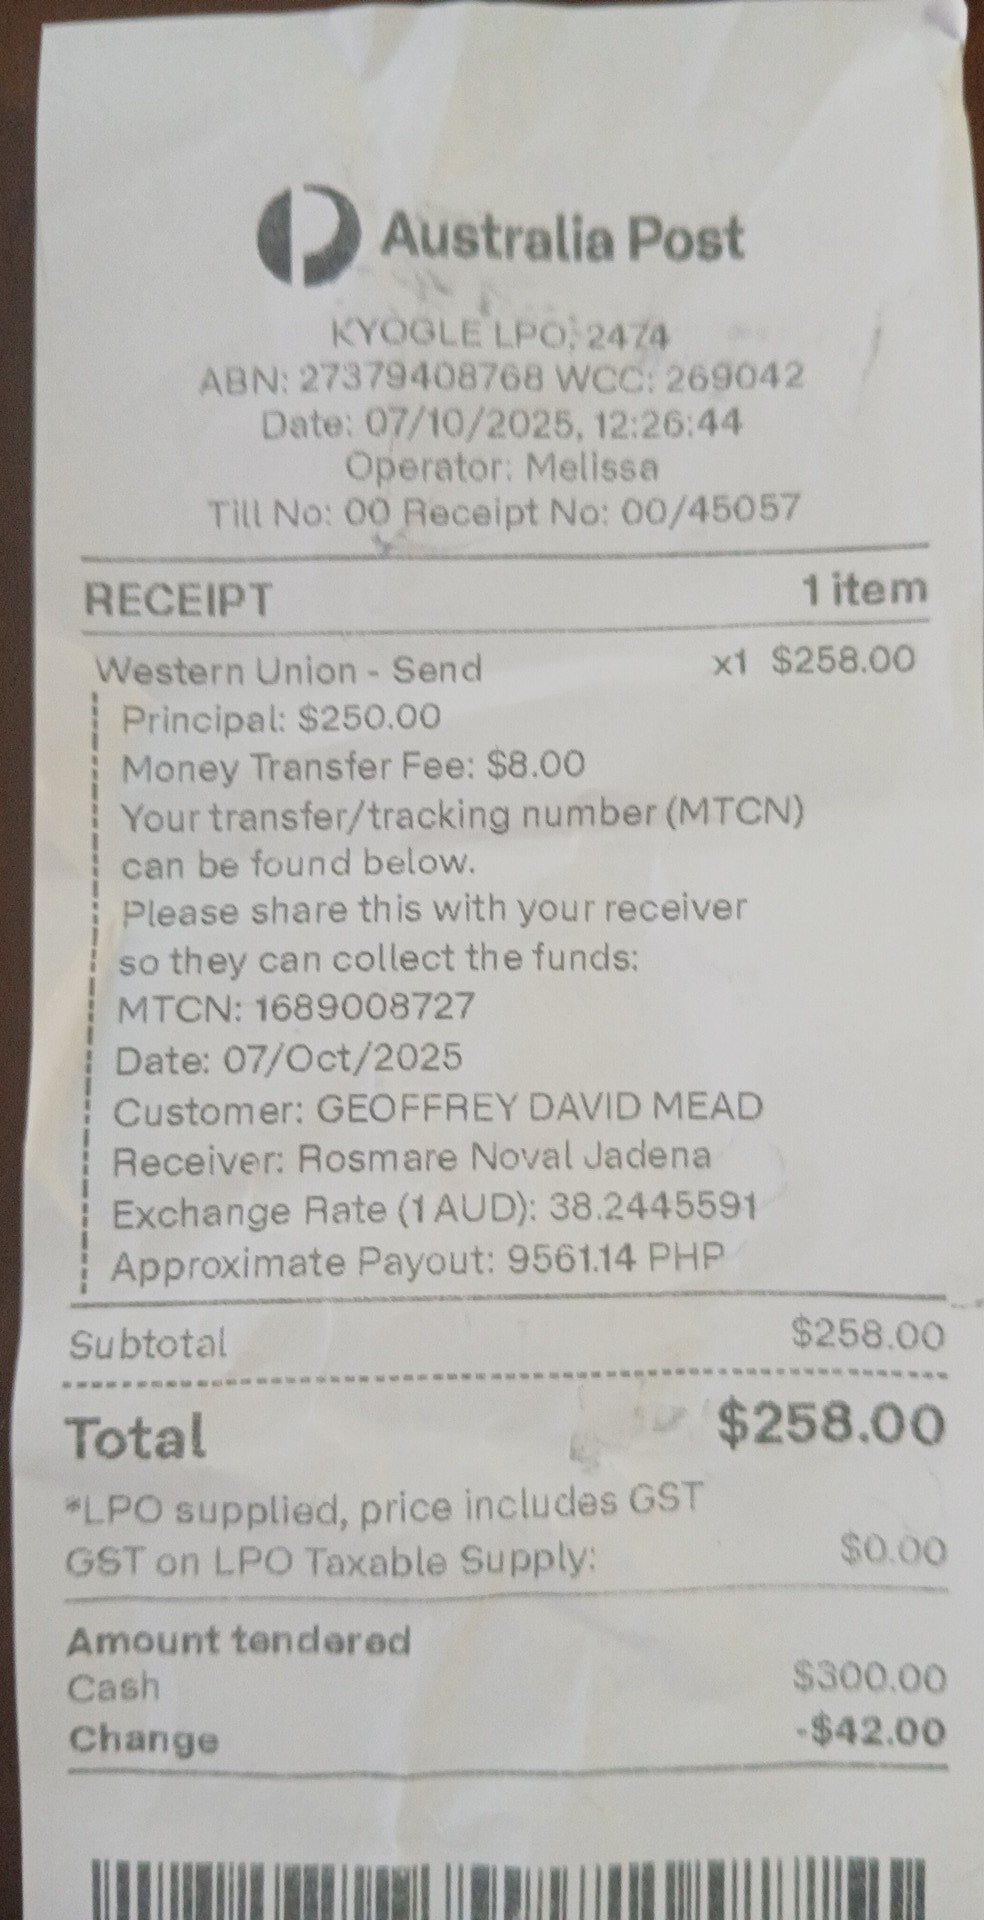 Australia Post
KYOGLE LPO, 2474
ABN: 27379408768 WCC: 269042
Date: 07/10/2025, 12:26:44
Operator: Melissa
Till No: 00 Receipt No: 00/45057
RECEIPT 1 item
Western Union - Send x1 $258.00
Principal: $250.00
Money Transfer Fee: $8.00
Your transfer/tracking number (MTCN)
can be found below.
Please share this with your receiver
so they can collect the funds:
MTCN: 1689008727
Date: 07/Oct/2025
Customer: GEOFFREY DAVID MEAD
Receiver: Rosmare Noval Jadena
Exchange Rate (1 AUD): 38.2445591
Approximate Payout: 9561.14 PHP
Subtotal $258.00
Total $258.00
*LPO supplied, price includes GST
GST on LPO Taxable Supply: $0.00
Amount tendered
Cash $300.00
Change -$42.00